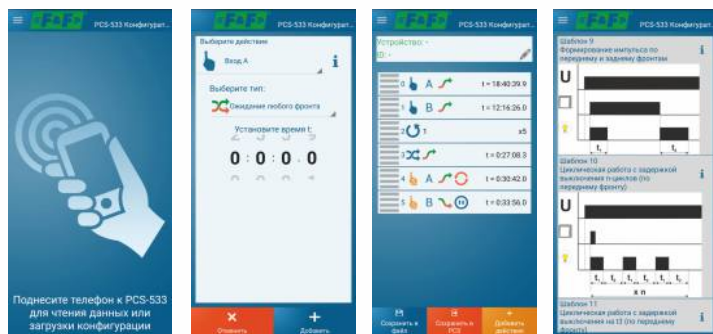 F&F
PCS-533 Конфигурат..
Поднесите телефон к PCS-533
для чтения данных или
загрузки конфигурации
F&F
PCS-533 Конфигурат..
Выберите действие
Вход А
i
Выберите тип:
Ожидание любого фронта
Установите время t:
0 : 0 : 0 . 0
Отменить
Добавить
F&F
PCS-533 Конфигурат..
Устройство: -
ID: -
0 A t = 18:40:39.9
1 B t = 12:16:26.0
2 1 x5
3 t = 0:27:08.3
4 A t = 0:30:42.0
5 B t = 0:33:56.0
Сохранить в
файл
Сохранить в
PCS
Добавить
действие
F&F
PCS-533 Конфигурат..
Шаблон 9
Формирование импульса по
переднему и заднему фронтам
i
U
t₁ t₁
Шаблон 10
Циклическая работа с задержкой
выключения n-циклов (по
переднему фронту)
i
U
x n
Шаблон 11
Циклическая работа с задержкой
выключения на t3 (по переднему
фронту)
i